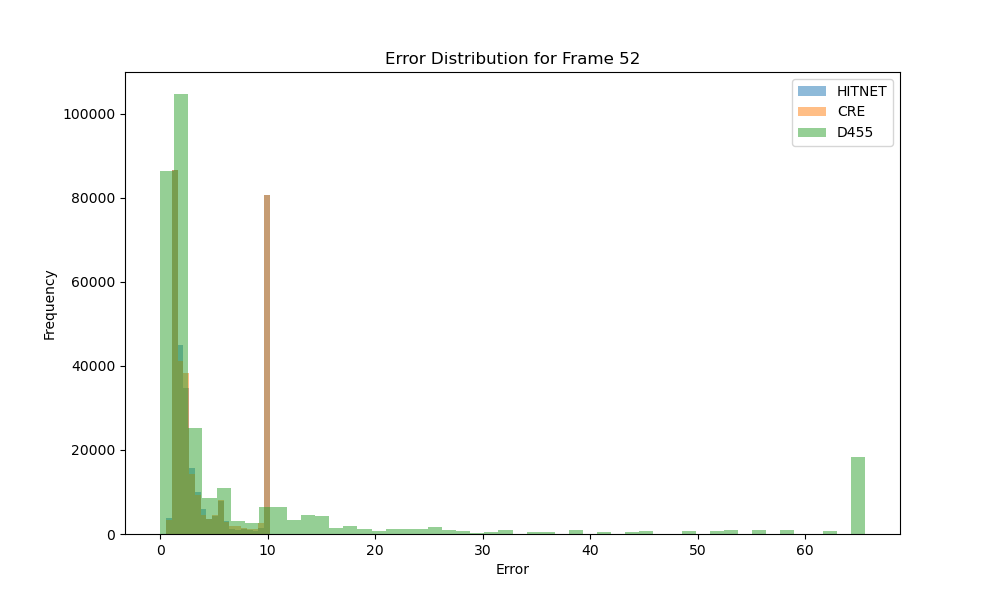 Error Distribution for Frame 52
HITNET
CRE
D455
100000
80000
60000
40000
20000
0
Frequency
0 10 20 30 40 50 60
Error